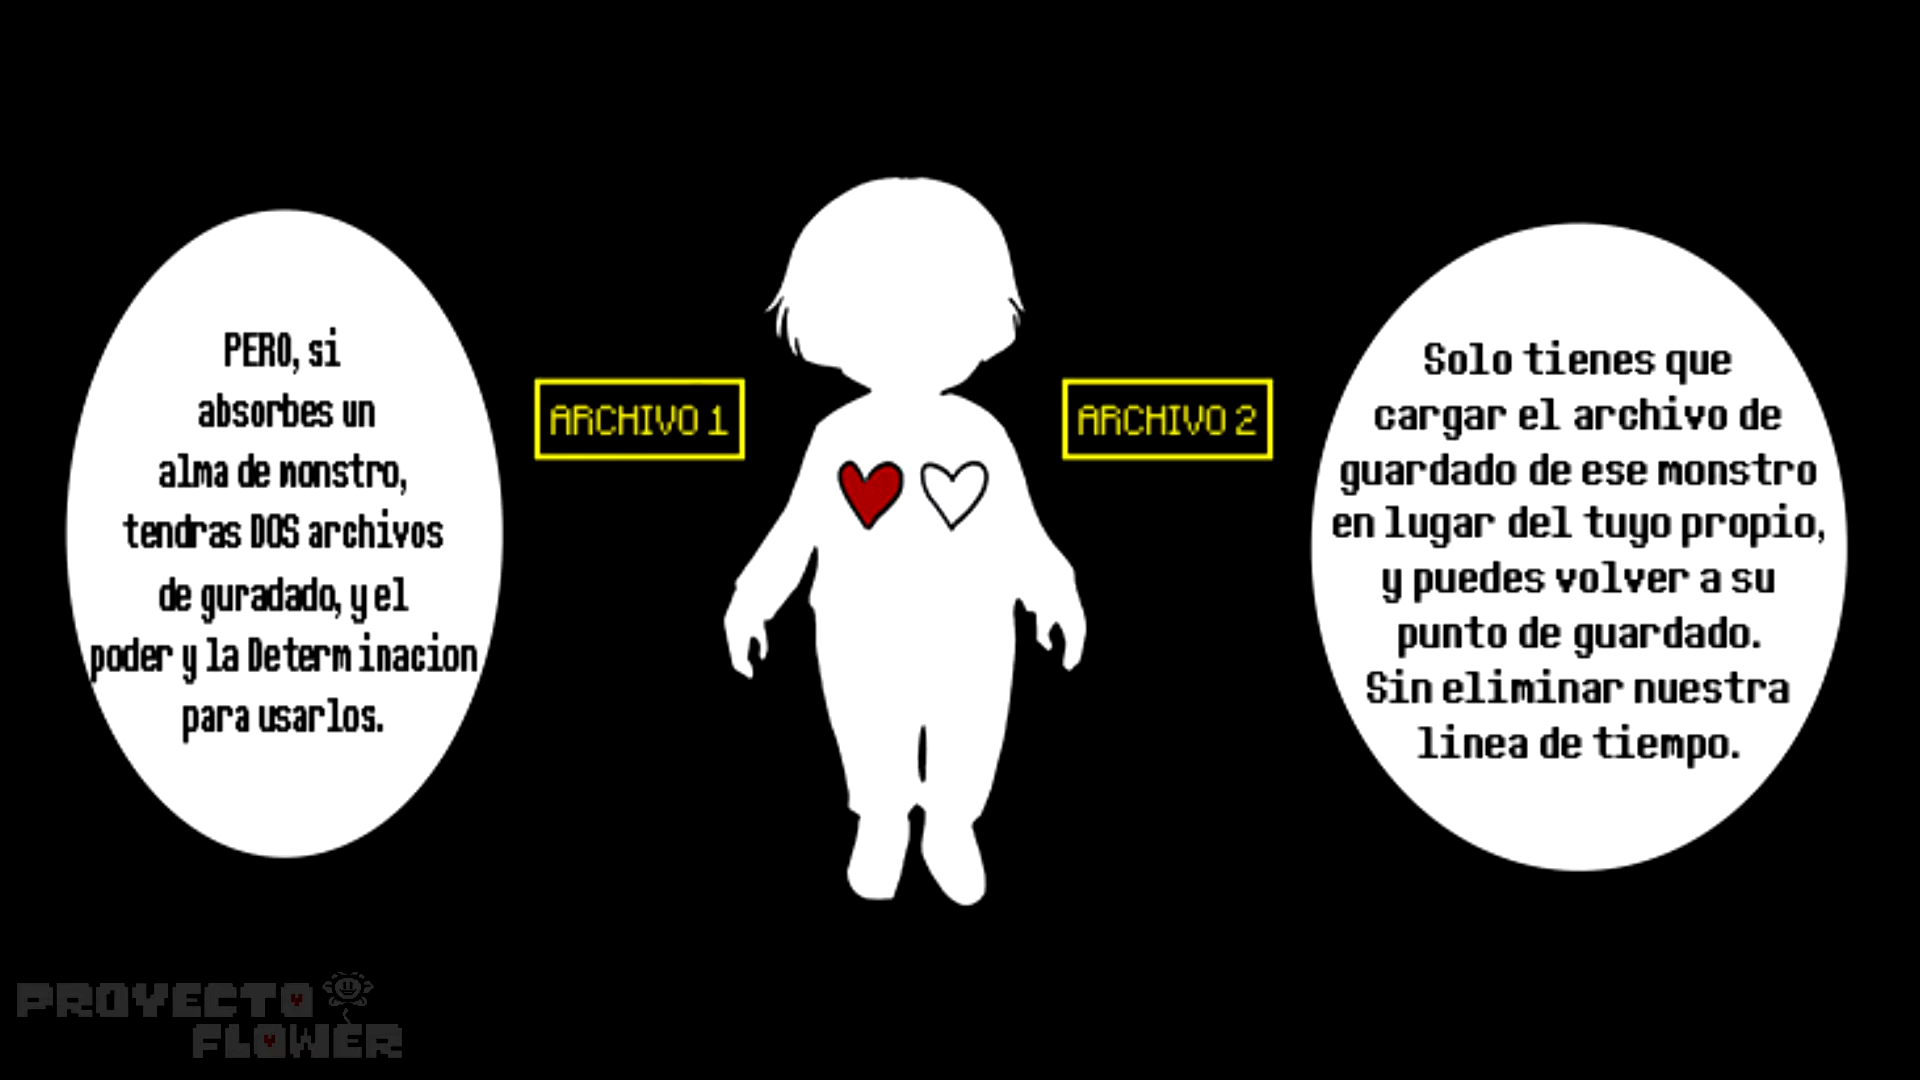 PERO, si
absorbes un
alma de monstro,
tendras DOS archivos
de guradado, y el
poder y la Determ inacion
para usarlos.
ARCHIVO 1
ARCHIVO 2
Solo tienes que
cargar el archivo de
guardado de ese monstro
en lugar del tuyo propio,
y puedes volver a su
punto de guardado.
Sin eliminar nuestra
linea de tiempo.
PROYECTO
FLOWER